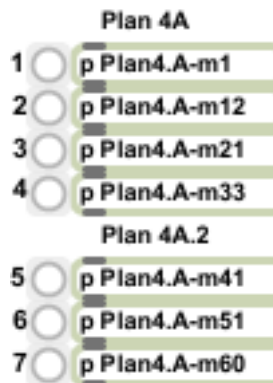 Plan 4A
1 p Plan4.A-m1
2 p Plan4.A-m12
3 p Plan4.A-m21
4 p Plan4.A-m33
Plan 4A.2
5 p Plan4.A-m41
6 p Plan4.A-m51
7 p Plan4.A-m60